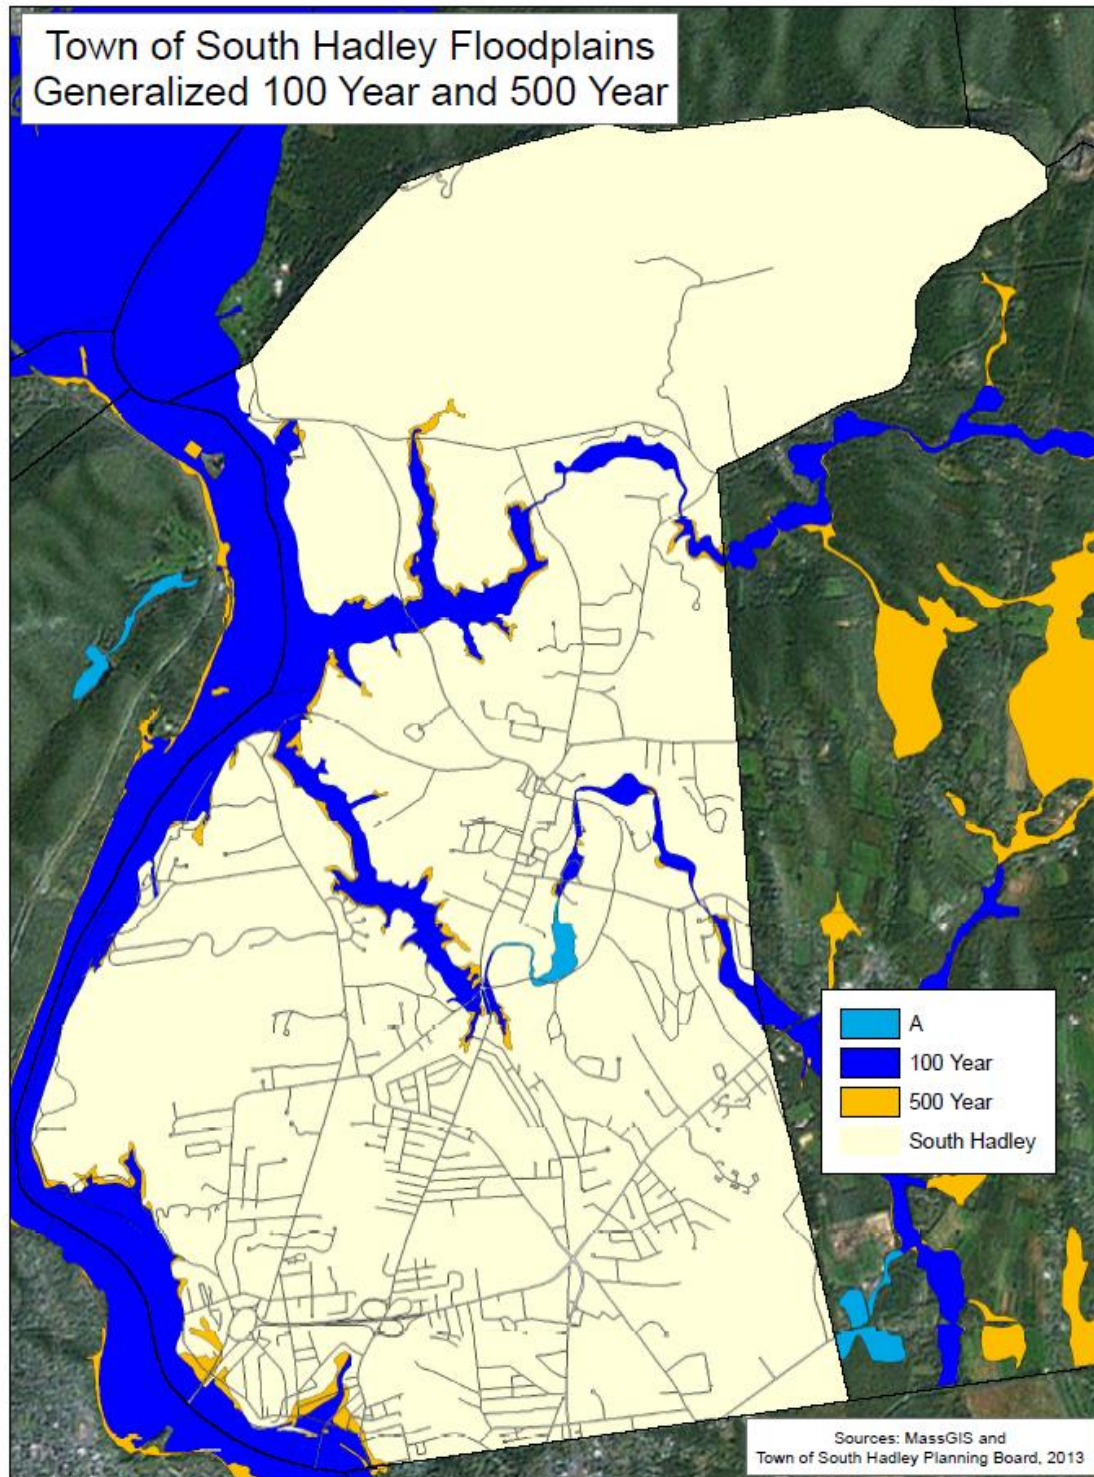 Town of South Hadley Floodplains
Generalized 100 Year and 500 Year
A
100 Year
500 Year
South Hadley
Sources: MassGIS and
Town of South Hadley Planning Board, 2013